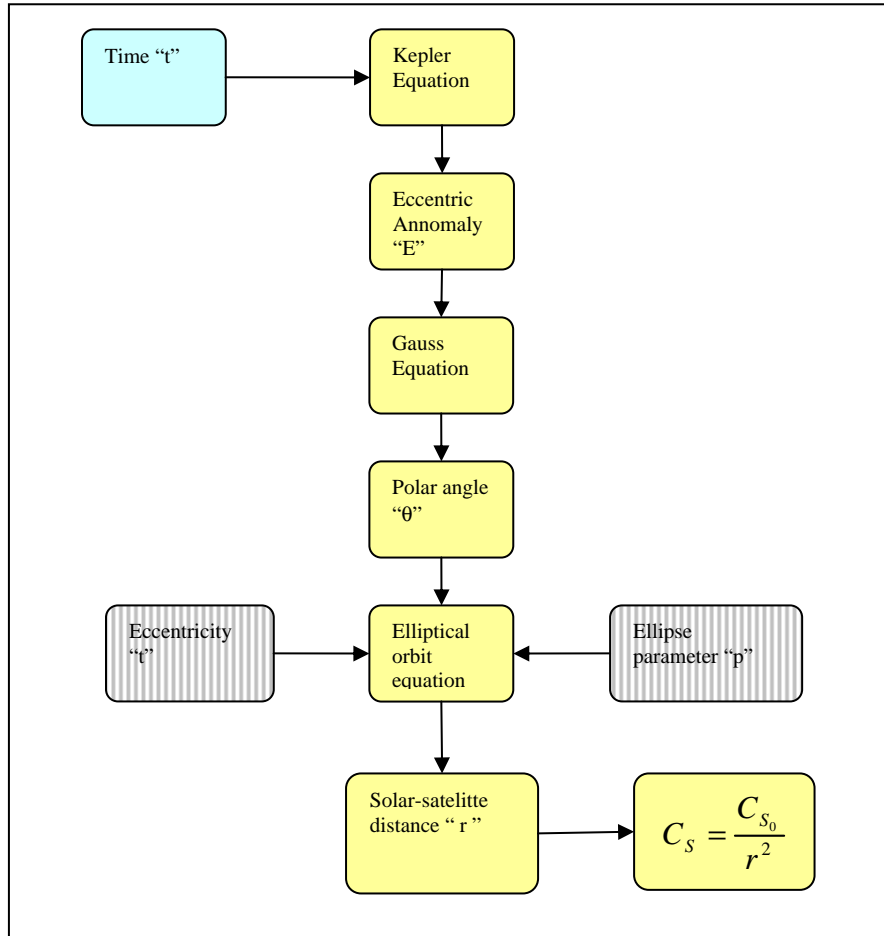 Time “t”
Kepler
Equation
Eccentric
Annomaly
“E”
Gauss
Equation
Polar angle
“θ”
Eccentricity
“t”
Elliptical
orbit
equation
Ellipse
parameter “p”
Solar-satelitte
distance “ r ”
C_S = C_{S_0} / r^2